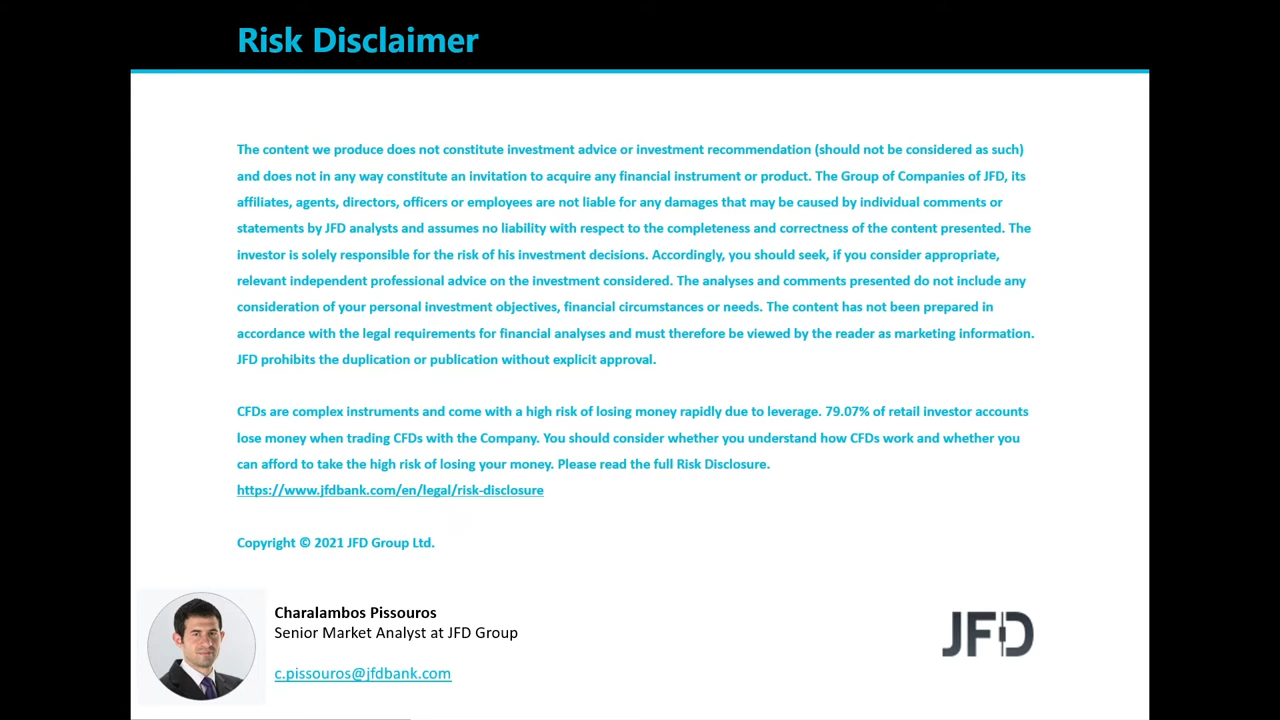 Risk Disclaimer
The content we produce does not constitute investment advice or investment recommendation (should not be considered as such)
and does not in any way constitute an invitation to acquire any financial instrument or product. The Group of Companies of JFD, its
affiliates, agents, directors, officers or employees are not liable for any damages that may be caused by individual comments or
statements by JFD analysts and assumes no liability with respect to the completeness and correctness of the content presented. The
investor is solely responsible for the risk of his investment decisions. Accordingly, you should seek, if you consider appropriate,
relevant independent professional advice on the investment considered. The analyses and comments presented do not include any
consideration of your personal investment objectives, financial circumstances or needs. The content has not been prepared in
accordance with the legal requirements for financial analyses and must therefore be viewed by the reader as marketing information.
JFD prohibits the duplication or publication without explicit approval.
CFDs are complex instruments and come with a high risk of losing money rapidly due to leverage. 79.07% of retail investor accounts
lose money when trading CFDs with the Company. You should consider whether you understand how CFDs work and whether you
can afford to take the high risk of losing your money. Please read the full Risk Disclosure.
https://www.jfdbank.com/en/legal/risk-disclosure
Copyright © 2021 JFD Group Ltd.
Charalambos Pissouros
Senior Market Analyst at JFD Group
c.pissouros@jfdbank.com
JFD